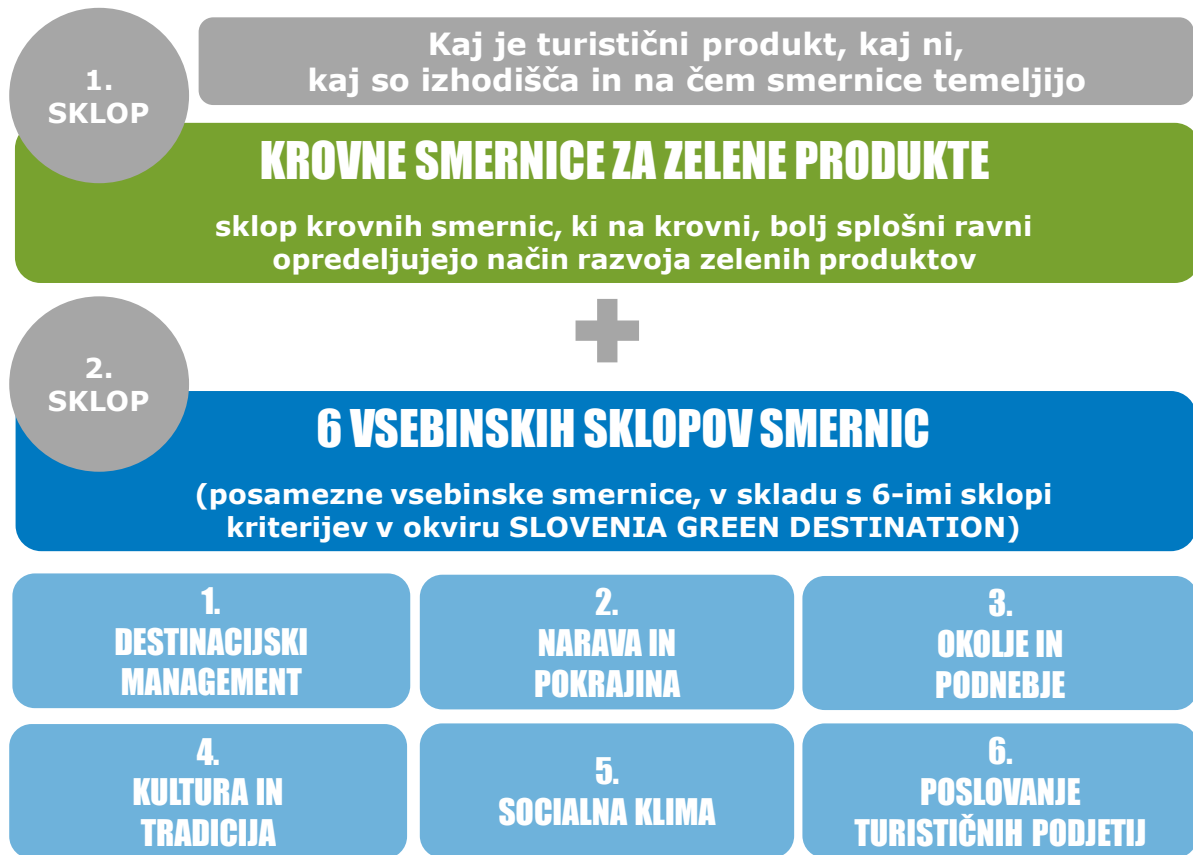 1.
SKLOP
Kaj je turistični produkt, kaj ni,
kaj so izhodišča in na čem smernice temeljijo
KROVNE SMERNICE ZA ZELENE PRODUKTE
sklop krovnih smernic, ki na krovni, bolj splošni ravni
opredeljujejo način razvoja zelenih produktov
2.
SKLOP
6 VSEBINSKIH SKLOPOV SMERNIC
(posamezne vsebinske smernice, v skladu s 6-imi sklopi
kriterijev v okviru SLOVENIA GREEN DESTINATION)
1.
DESTINACIJSKI
MANAGEMENT
2.
NARAVA IN
POKRAJINA
3.
OKOLJE IN
PODNEBJE
4.
KULTURA IN
TRADICIJA
5.
SOCIALNA KLIMA
6.
POSLOVANJE
TURISTIČNIH PODJETIJ